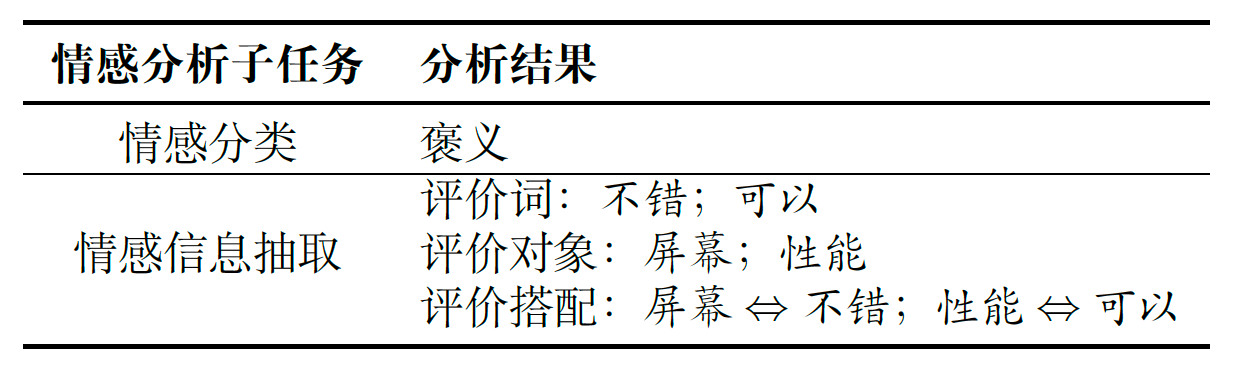 情感分析子任务 分析结果
情感分类 褒义
评价词：不错；可以
情感信息抽取 评价对象：屏幕；性能
评价搭配：屏幕 ⇔ 不错；性能 ⇔ 可以